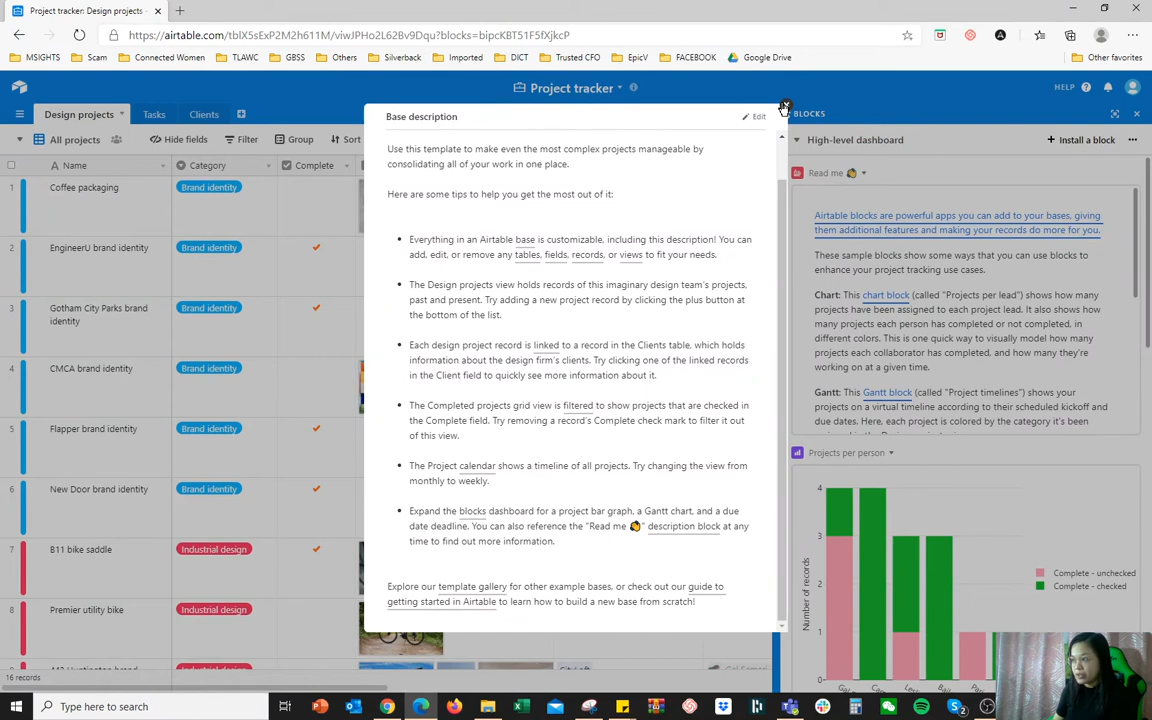 Project tracker: Design projects
https://airtable.com/tblX5sExP2M2h611M/viwJPHo2L62Bv9Dqu?blocks=bipcKBT51F5fXjkcP
MSIGHTS Scam Connected Women TLAWC GBSS Others Silverback Imported DICT Trusted CFO EpicV FACEBOOK Google Drive Other favorites
Project tracker
HELP
Design projects Tasks Clients
BLOCKS
All projects Hide fields Filter Group Sort
High-level dashboard Install a block
Name Category Complete
1 Coffee packaging Brand identity
2 EngineerU brand identity Brand identity
3 Gotham City Parks brand identity Brand identity
4 CMCA brand identity Brand identity
5 Flapper brand identity Brand identity
6 New Door brand identity Brand identity
7 B11 bike saddle Industrial design
8 Premier utility bike Industrial design
16 records
Base description Edit
Use this template to make even the most complex projects manageable by
consolidating all of your work in one place.
Here are some tips to help you get the most out of it:
Everything in an Airtable base is customizable, including this description! You can
add, edit, or remove any tables, fields, records, or views to fit your needs.
The Design projects view holds records of this imaginary design team's projects,
past and present. Try adding a new project record by clicking the plus button at
the bottom of the list.
Each design project record is linked to a record in the Clients table, which holds
information about the design firm's clients. Try clicking one of the linked records
in the Client field to quickly see more information about it.
The Completed projects grid view is filtered to show projects that are checked in
the Complete field. Try removing a record's Complete check mark to filter it out
of this view.
The Project calendar shows a timeline of all projects. Try changing the view from
monthly to weekly.
Expand the blocks dashboard for a project bar graph, a Gantt chart, and a due
date deadline. You can also reference the "Read me 👏" description block at any
time to find out more information.
Explore our template gallery for other example bases, or check out our guide to
getting started in Airtable to learn how to build a new base from scratch!
Read me 👏
Airtable blocks are powerful apps you can add to your bases, giving
them additional features and making your records do more for you.
These sample blocks show some ways that you can use blocks to
enhance your project tracking use cases.
Chart: This chart block (called "Projects per lead") shows how many
projects have been assigned to each project lead. It also shows how
many projects each person has completed or not completed, in
different colors. This is one quick way to visually model how many
projects each collaborator has completed, and how many they're
working on at a given time.
Gantt: This Gantt block (called "Project timelines") shows your
projects on a virtual timeline according to their scheduled kickoff and
due dates. Here, each project is colored by the category it's been
Projects per person
Number of records
4
3
2
1
0
Complete - unchecked
Complete - checked
Type here to search